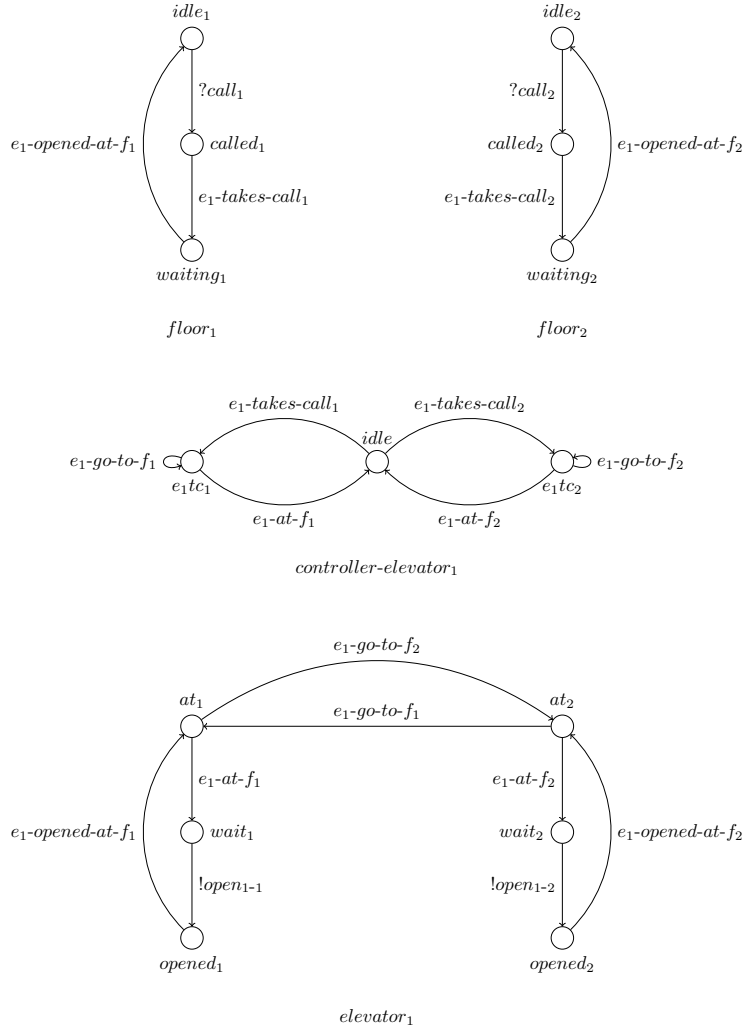 idle₁ idle₂
?call₁ ?call₂
e₁-opened-at-f₁ called₁ called₂ e₁-opened-at-f₂
e₁-takes-call₁ e₁-takes-call₂
waiting₁ waiting₂
floor₁ floor₂
e₁-takes-call₁ e₁-takes-call₂
idle
e₁-go-to-f₁ e₁-go-to-f₂
e₁tc₁ e₁tc₂
e₁-at-f₁ e₁-at-f₂
controller-elevator₁
e₁-go-to-f₂
at₁ at₂
e₁-go-to-f₁
e₁-at-f₁ e₁-at-f₂
e₁-opened-at-f₁ wait₁ wait₂ e₁-opened-at-f₂
!open₁₋₁ !open₁₋₂
opened₁ opened₂
elevator₁